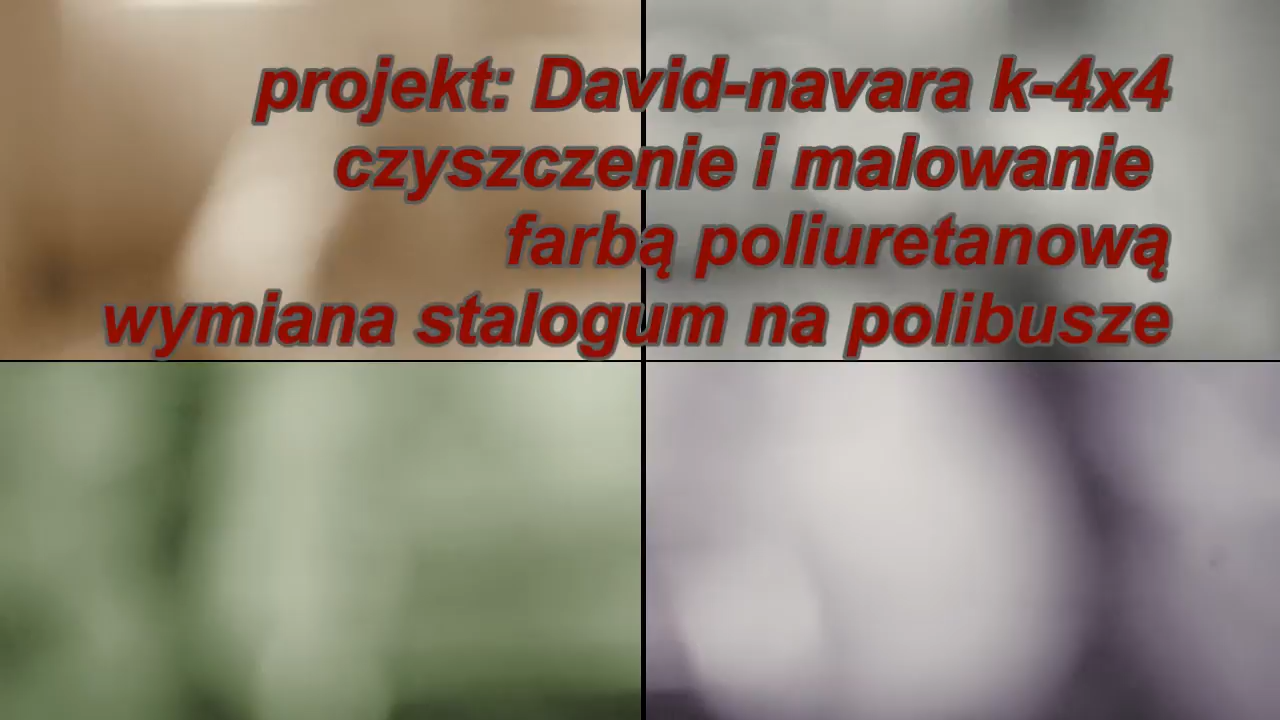 projekt: David-navara k-4x4
czyszczenie i malowanie
farbą poliuretanową
wymiana stalogum na polibusze